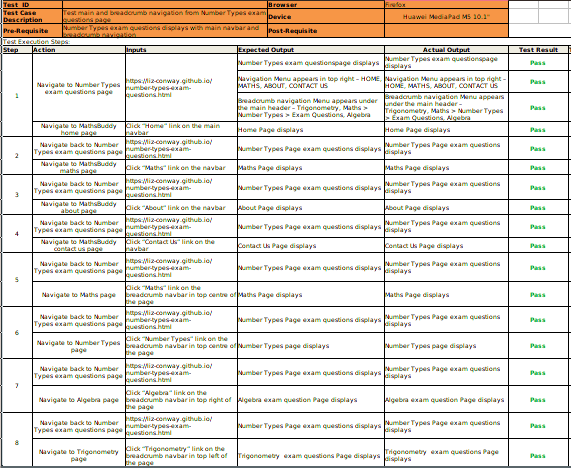 Test ID Browser Firefox
Test Case Description Test main and breadcrumb navigation from Number Types exam questions page Device Huawei MediaPad M5 10.1"
Pre-Requisite Number Types exam questions displays with main navbar and breadcrumb navigation Post-Requisite
Test Execution Steps:
Step Action Inputs Expected Output Actual Output Test Result
1 Navigate to Number Types exam questions page https://liz-conway.github.io/number-types-exam-questions.html Number Types exam questionspage displays Number Types exam questionspage displays Pass
Navigation Menu appears in top right – HOME, MATHS, ABOUT, CONTACT US Navigation Menu appears in top right – HOME, MATHS, ABOUT, CONTACT US Pass
Breadcrumb navigation Menu appears under the main header – Trigonometry, Maths > Number Types > Exam Questions, Algebra Breadcrumb navigation Menu appears under the main header – Trigonometry, Maths > Number Types > Exam Questions, Algebra Pass
Navigate to MathsBuddy home page Click "Home" link on the main navbar Home Page displays Home Page displays Pass
2 Navigate back to Number Types exam questions page https://liz-conway.github.io/number-types-exam-questions.html Number Types Page exam questions displays Number Types Page exam questions displays Pass
Navigate to MathsBuddy maths page Click "Maths" link on the navbar Maths Page displays Maths Page displays Pass
3 Navigate back to Number Types exam questions page https://liz-conway.github.io/number-types-exam-questions.html Number Types Page exam questions displays Number Types Page exam questions displays Pass
Navigate to MathsBuddy about page Click "About" link on the navbar About Page displays About Page displays Pass
4 Navigate back to Number Types exam questions page https://liz-conway.github.io/number-types-exam-questions.html Number Types Page exam questions displays Number Types Page exam questions displays Pass
Navigate to MathsBuddy contact us page Click "Contact Us" link on the navbar Contact Us Page displays Contact Us Page displays Pass
5 Navigate back to Number Types exam questions page https://liz-conway.github.io/number-types-exam-questions.html Number Types Page exam questions displays Number Types Page exam questions displays Pass
Navigate to Maths page Click "Maths" link on the breadcrumb navbar in top centre of the page Maths Page displays Maths Page displays Pass
6 Navigate back to Number Types exam questions page https://liz-conway.github.io/number-types-exam-questions.html Number Types Page exam questions displays Number Types Page exam questions displays Pass
Navigate to Number Types page Click "Number Types" link on the breadcrumb navbar in top centre of the page Number Types page displays Number Types page displays Pass
7 Navigate back to Number Types exam questions page https://liz-conway.github.io/number-types-exam-questions.html Number Types Page exam questions displays Number Types Page exam questions displays Pass
Navigate to Algebra page Click "Algebra" link on the breadcrumb navbar in top right of the page Algebra exam question Page displays Algebra exam question Page displays Pass
8 Navigate back to Number Types exam questions page https://liz-conway.github.io/number-types-exam-questions.html Number Types Page exam questions displays Number Types Page exam questions displays Pass
Navigate to Trigonometry page Click "Trigonometry" link on the breadcrumb navbar in top left of the page Trigonometry exam questions Page displays Trigonometry exam questions Page displays Pass